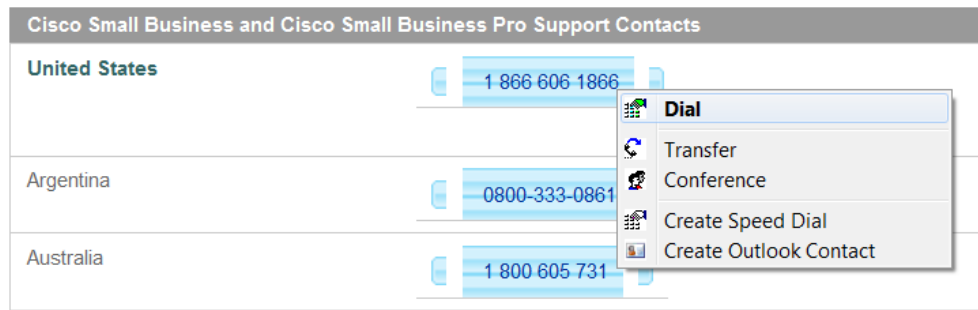 Cisco Small Business and Cisco Small Business Pro Support Contacts
United States
1 866 606 1866
Dial
Transfer
Argentina
Conference
0800-333-0861
Create Speed Dial
Australia
Create Outlook Contact
1 800 605 731